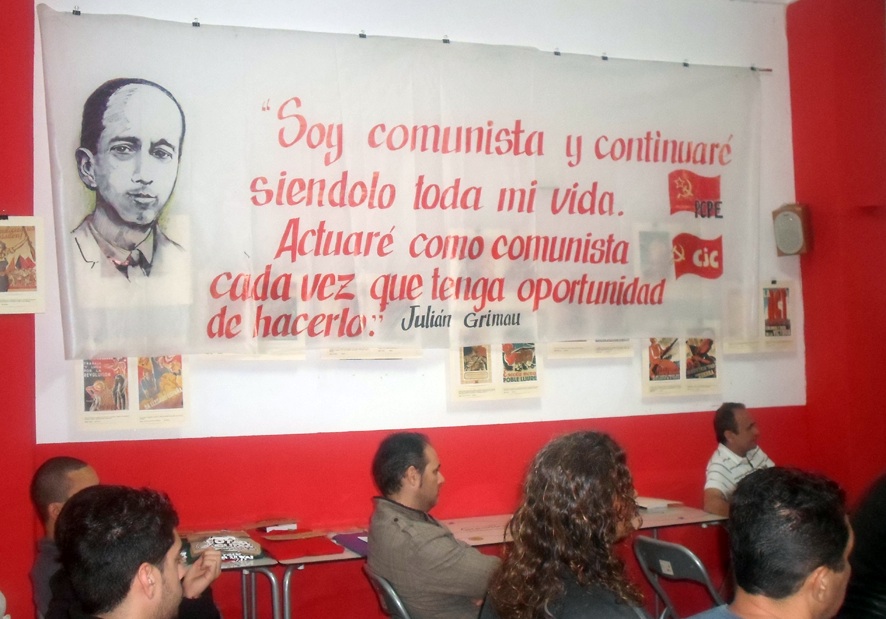 "Soy comunista y continuaré
siendolo toda mi vida.
PCPE
Actuaré como comunista
CJC
cada vez que tenga oportunidad
de hacerlo."
Julián Grimau